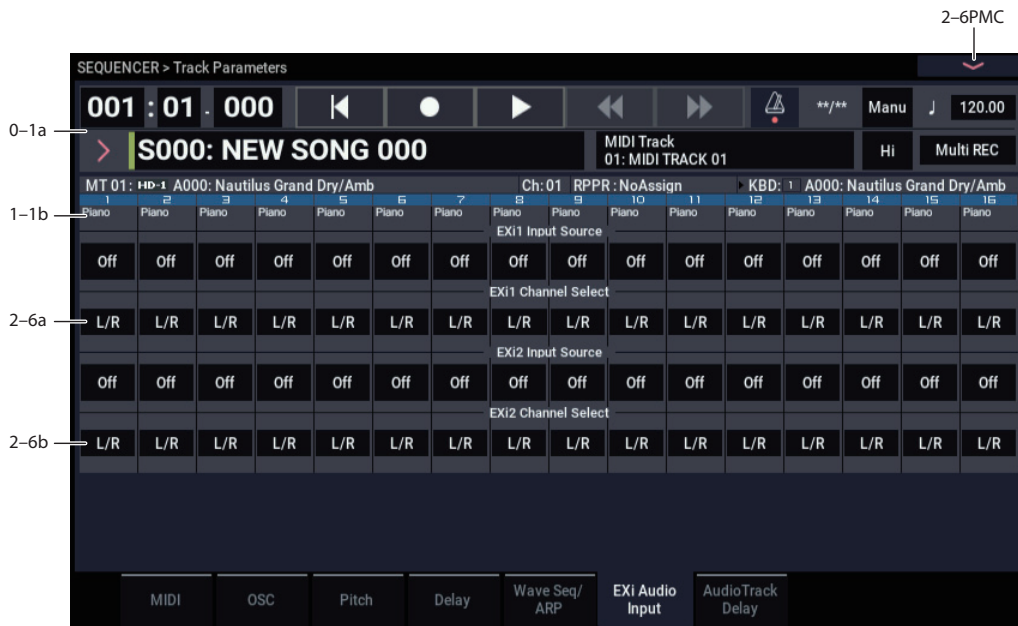 2–6PMC
SEQUENCER > Track Parameters
001 : 01 . 000 **/** Manu ♩ 120.00
0–1a
S000: NEW SONG 000 MIDI Track
01: MIDI TRACK 01 Hi Multi REC
MT 01: HD-1 A000: Nautilus Grand Dry/Amb Ch: 01 RPPR : NoAssign KBD: 1 A000: Nautilus Grand Dry/Amb
1 2 3 4 5 6 7 8 9 10 11 12 13 14 15 16
1–1b
Piano Piano Piano Piano Piano Piano Piano Piano Piano Piano Piano Piano Piano Piano Piano Piano
EXi1 Input Source
Off Off Off Off Off Off Off Off Off Off Off Off Off Off Off Off
EXi1 Channel Select
2–6a
L/R L/R L/R L/R L/R L/R L/R L/R L/R L/R L/R L/R L/R L/R L/R L/R
EXi2 Input Source
Off Off Off Off Off Off Off Off Off Off Off Off Off Off Off Off
EXi2 Channel Select
2–6b
L/R L/R L/R L/R L/R L/R L/R L/R L/R L/R L/R L/R L/R L/R L/R L/R
MIDI OSC Pitch Delay Wave Seq/
ARP EXi Audio
Input AudioTrack
Delay